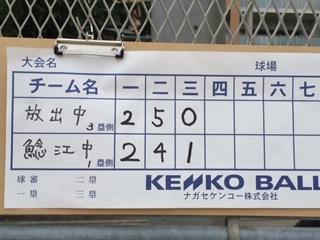 大会名 球場
チーム名 一 二 三 四 五 六 七
放出中 3塁側 2 5 0
鯰江中 1塁側 2 4 1
球審 二塁 KENKO BALL
一塁 三塁 ナガセケンコー株式会社